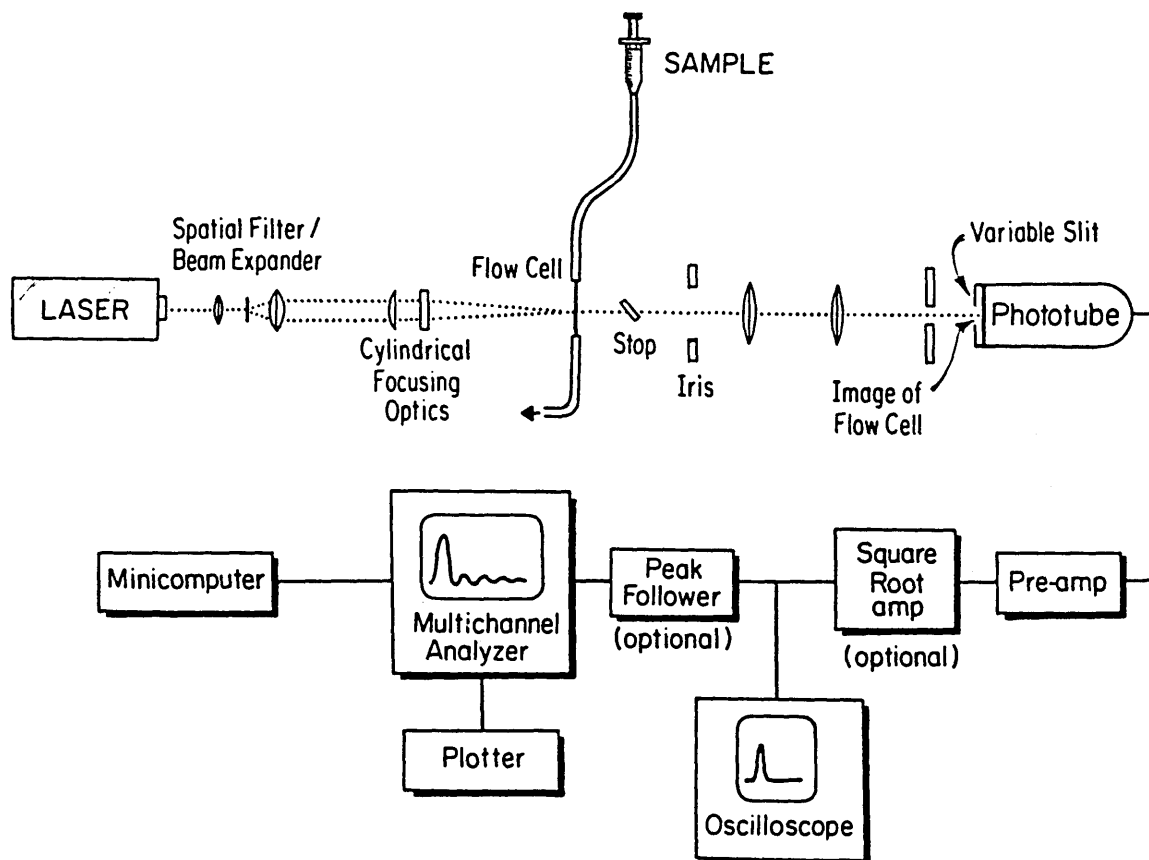 SAMPLE
Spatial Filter /
Beam Expander
Flow Cell
Variable Slit
LASER
Phototube
Stop
Cylindrical
Focusing
Optics
Iris
Image of
Flow Cell
Minicomputer
Multichannel
Analyzer
Peak
Follower
(optional)
Square
Root
amp
(optional)
Pre-amp
Plotter
Oscilloscope